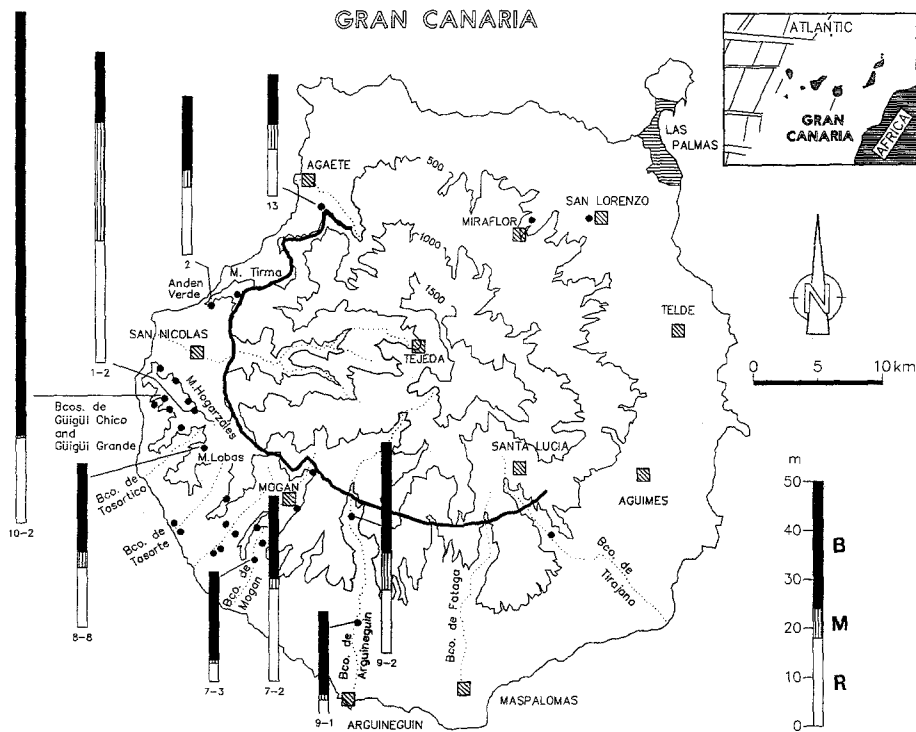 GRAN CANARIA
ATLANTIC
GRAN
CANARIA
AFRICA
LAS
PALMAS
AGAETE
500
13
SAN LORENZO
MIRAFLOR
1000
2
M. Tirma
Anden
Verde
1500
TELDE
N
SAN NICOLAS
TEJEDA
0 5 10km
1-2
M.Hogarzales
Bcos. de
Güigüi Chico
and
Güigüi Grande
M.Lobas
SANTA LUCIA
MOGAN
AGUIMES
Bco. de
Tasartico
10-2
Bco. de
Tasarte
Bco. de
Mogan
Bco. de
Tirajana
Bco. de Fataga
Bco. de
Arguineguin
8-8
7-3
7-2
9-2
9-1
MASPALOMAS
ARGUINEGUIN
m
50
40
B
30
20
M
10
R
0